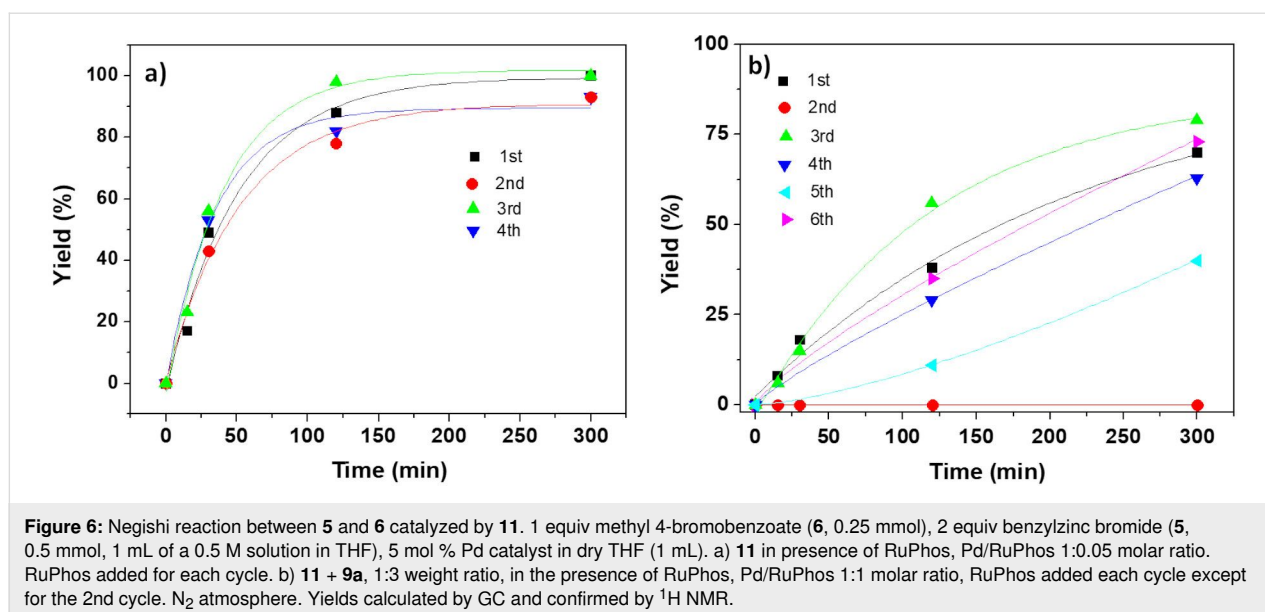 a)
Yield (%)
100
80
60
40
20
0
1st
2nd
3rd
4th
0 50 100 150 200 250 300
Time (min)
b)
Yield (%)
100
75
50
25
0
1st
2nd
3rd
4th
5th
6th
0 50 100 150 200 250 300
Time (min)
Figure 6: Negishi reaction between 5 and 6 catalyzed by 11. 1 equiv methyl 4-bromobenzoate (6, 0.25 mmol), 2 equiv benzylzinc bromide (5,
0.5 mmol, 1 mL of a 0.5 M solution in THF), 5 mol % Pd catalyst in dry THF (1 mL). a) 11 in presence of RuPhos, Pd/RuPhos 1:0.05 molar ratio.
RuPhos added for each cycle. b) 11 + 9a, 1:3 weight ratio, in the presence of RuPhos, Pd/RuPhos 1:1 molar ratio, RuPhos added each cycle except
for the 2nd cycle. N₂ atmosphere. Yields calculated by GC and confirmed by ¹H NMR.